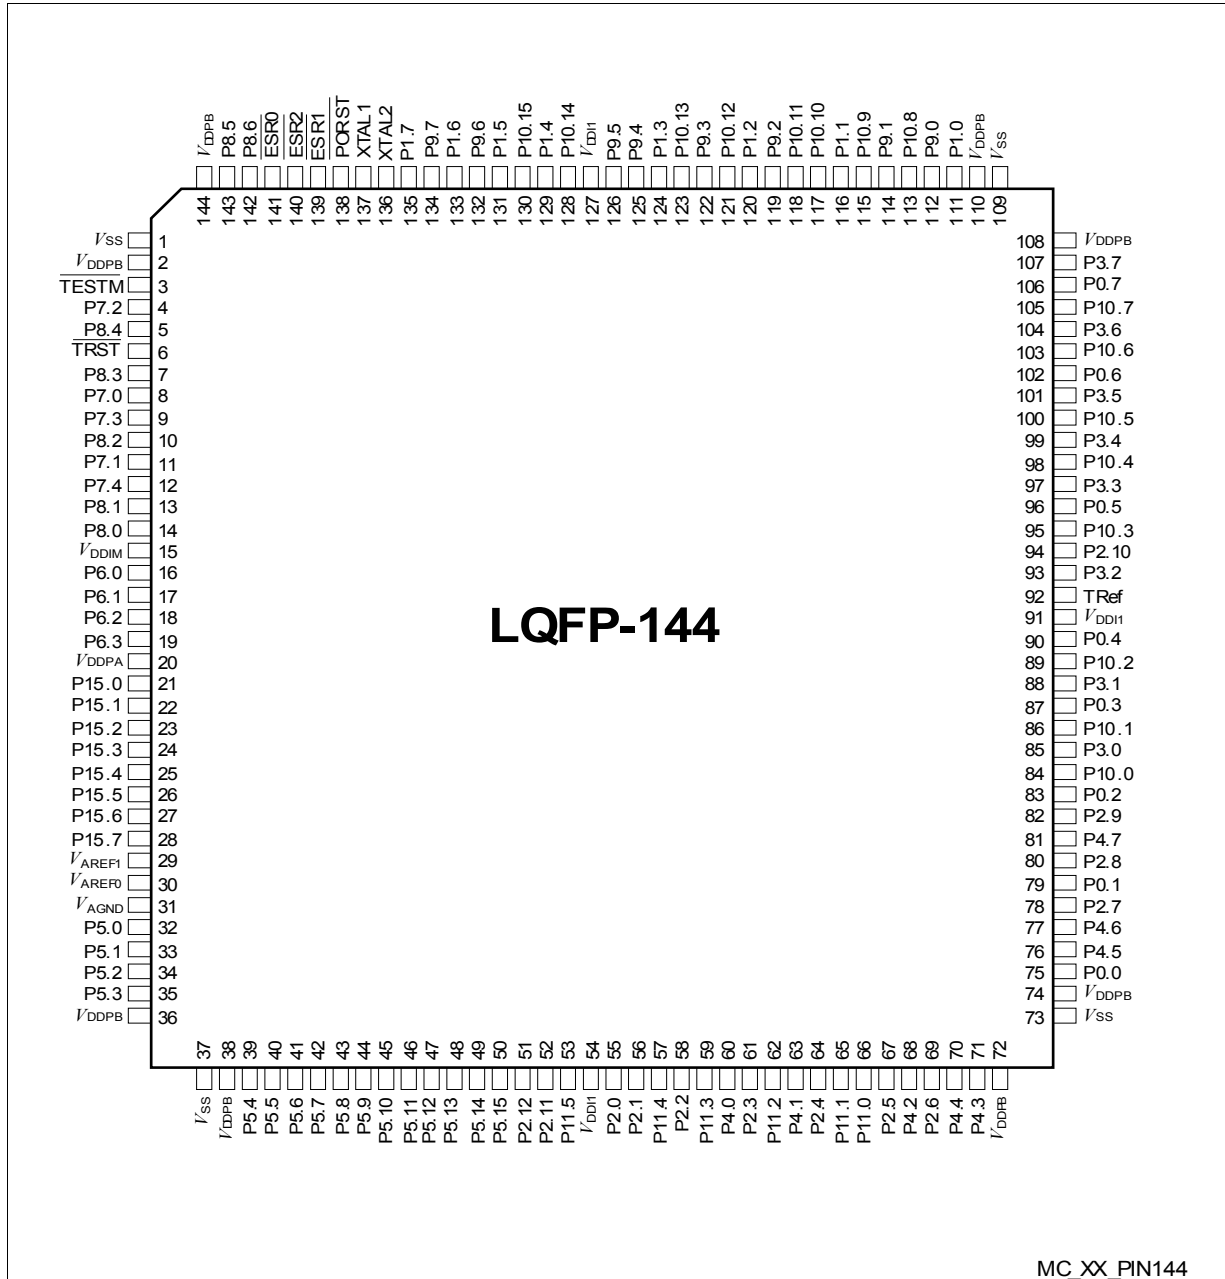 VDDPB P8.5 P8.6 ESR0 ESR2 ESR1 PORST XTAL1 XTAL2 P1.7 P9.7 P1.6 P9.6 P1.5 P10.15 P1.4 P10.14 VDDI1 P9.5 P9.4 P1.3 P10.13 P9.3 P10.12 P1.2 P9.2 P10.11 P10.10 P1.1 P10.9 P9.1 P10.8 P9.0 P1.0 VDDPB VSS
144 143 142 141 140 139 138 137 136 135 134 133 132 131 130 129 128 127 126 125 124 123 122 121 120 119 118 117 116 115 114 113 112 111 110 109
VSS 1
VDDPB 2
TESTM 3
P7.2 4
P8.4 5
TRST 6
P8.3 7
P7.0 8
P7.3 9
P8.2 10
P7.1 11
P7.4 12
P8.1 13
P8.0 14
VDDIM 15
P6.0 16
P6.1 17
P6.2 18
P6.3 19
VDDPA 20
P15.0 21
P15.1 22
P15.2 23
P15.3 24
P15.4 25
P15.5 26
P15.6 27
P15.7 28
VAREF1 29
VAREF0 30
VAGND 31
P5.0 32
P5.1 33
P5.2 34
P5.3 35
VDDPB 36
LQFP-144
108 VDDPB
107 P3.7
106 P0.7
105 P10.7
104 P3.6
103 P10.6
102 P0.6
101 P3.5
100 P10.5
99 P3.4
98 P10.4
97 P3.3
96 P0.5
95 P10.3
94 P2.10
93 P3.2
92 TRef
91 VDDI1
90 P0.4
89 P10.2
88 P3.1
87 P0.3
86 P10.1
85 P3.0
84 P10.0
83 P0.2
82 P2.9
81 P4.7
80 P2.8
79 P0.1
78 P2.7
77 P4.6
76 P4.5
75 P0.0
74 VDDPB
73 VSS
37 38 39 40 41 42 43 44 45 46 47 48 49 50 51 52 53 54 55 56 57 58 59 60 61 62 63 64 65 66 67 68 69 70 71 72
VSS VDDPB P5.4 P5.5 P5.6 P5.7 P5.8 P5.9 P5.10 P5.11 P5.12 P5.13 P5.14 P5.15 P2.12 P2.11 P11.5 VDDI1 P2.0 P2.1 P11.4 P2.2 P11.3 P4.0 P2.3 P11.2 P4.1 P2.4 P11.1 P11.0 P2.5 P4.2 P2.6 P4.4 P4.3 VDDPB
MC_XX_PIN144